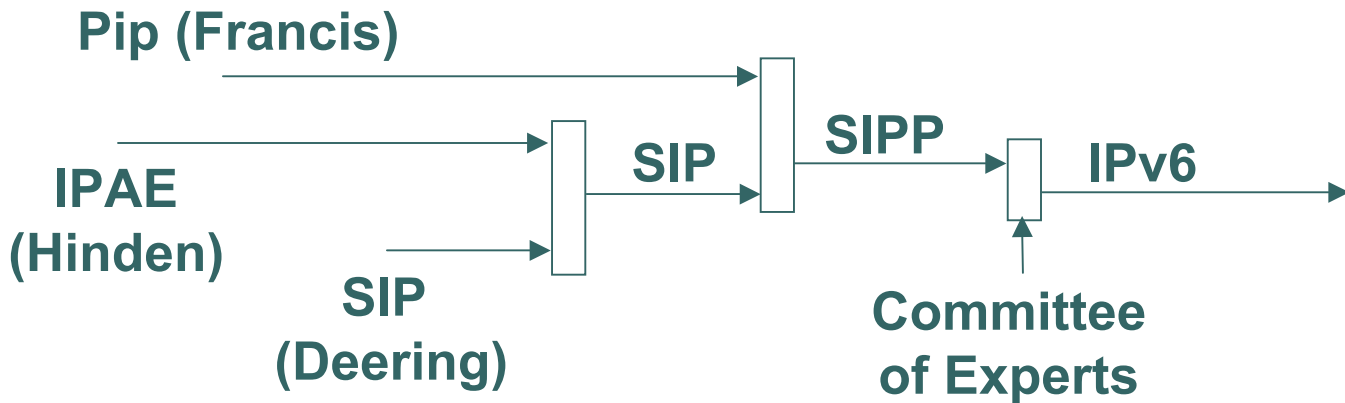 Pip (Francis)
IPAE
(Hinden)
SIP
(Deering)
SIP
SIPP
IPv6
Committee
of Experts